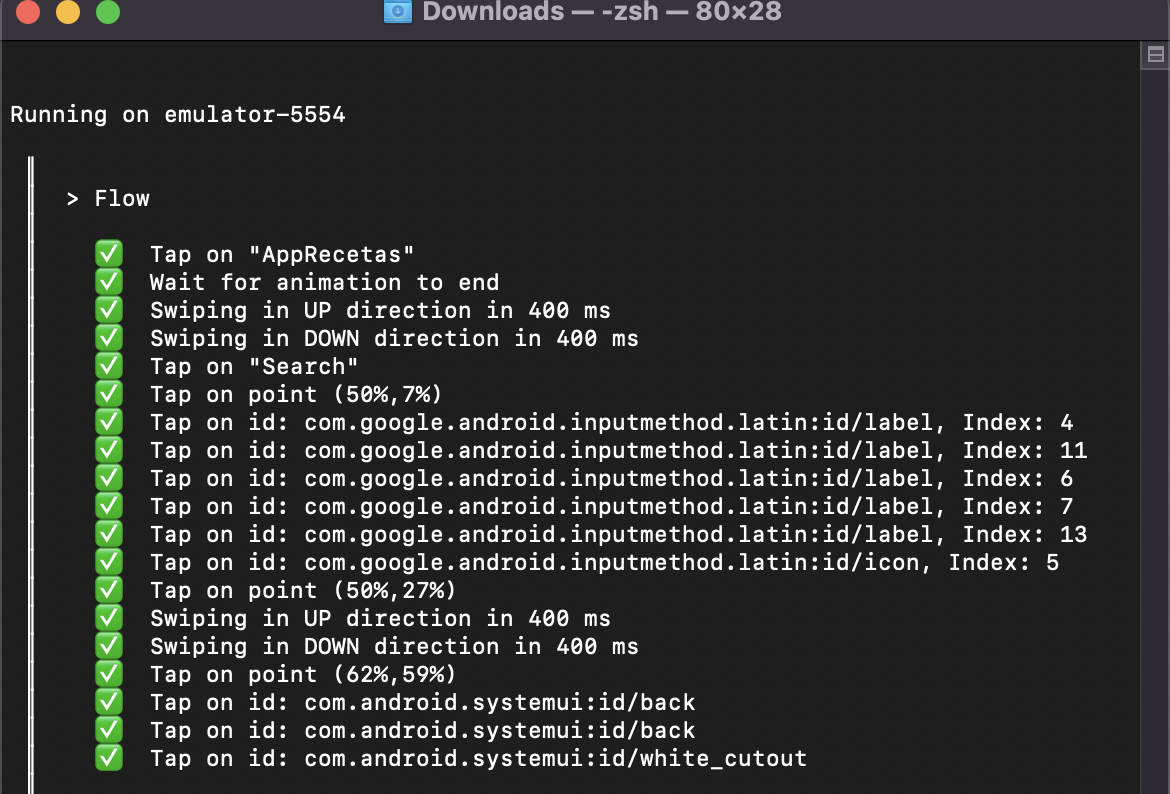 Downloads — -zsh — 80×28
Running on emulator-5554
> Flow
Tap on "AppRecetas"
Wait for animation to end
Swiping in UP direction in 400 ms
Swiping in DOWN direction in 400 ms
Tap on "Search"
Tap on point (50%,7%)
Tap on id: com.google.android.inputmethod.latin:id/label, Index: 4
Tap on id: com.google.android.inputmethod.latin:id/label, Index: 11
Tap on id: com.google.android.inputmethod.latin:id/label, Index: 6
Tap on id: com.google.android.inputmethod.latin:id/label, Index: 7
Tap on id: com.google.android.inputmethod.latin:id/label, Index: 13
Tap on id: com.google.android.inputmethod.latin:id/icon, Index: 5
Tap on point (50%,27%)
Swiping in UP direction in 400 ms
Swiping in DOWN direction in 400 ms
Tap on point (62%,59%)
Tap on id: com.android.systemui:id/back
Tap on id: com.android.systemui:id/back
Tap on id: com.android.systemui:id/white_cutout